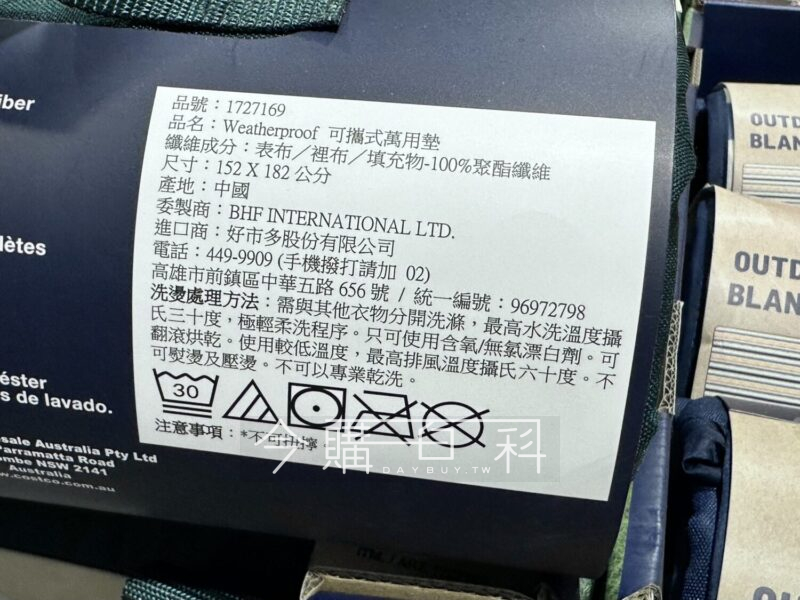 品號：1727169
品名：Weatherproof 可攜式萬用墊
纖維成分：表布／裡布／填充物-100%聚酯纖維
尺寸：152 X 182 公分
產地：中國
委製商：BHF INTERNATIONAL LTD.
進口商：好市多股份有限公司
電話：449-9909 (手機撥打請加 02)
高雄市前鎮區中華五路 656 號 / 統一編號：96972798
洗燙處理方法：需與其他衣物分開洗滌，最高水洗溫度攝
氏三十度，極輕柔洗程序。只可使用含氧/無氯漂白劑。可
翻滾烘乾。使用較低溫度，最高排風溫度攝氏六十度。不
可熨燙及壓燙。不可以專業乾洗。
30
注意事項：*不可扭擰。
今購百科
DAYBUY.TW
iber
lètes
éster
s de lavado.
sale Australia Pty Ltd
Parramatta Road
ombe NSW 2141
Australia
w.costco.com.au
OUTD
BLAN
OUTD
BLAN
OU